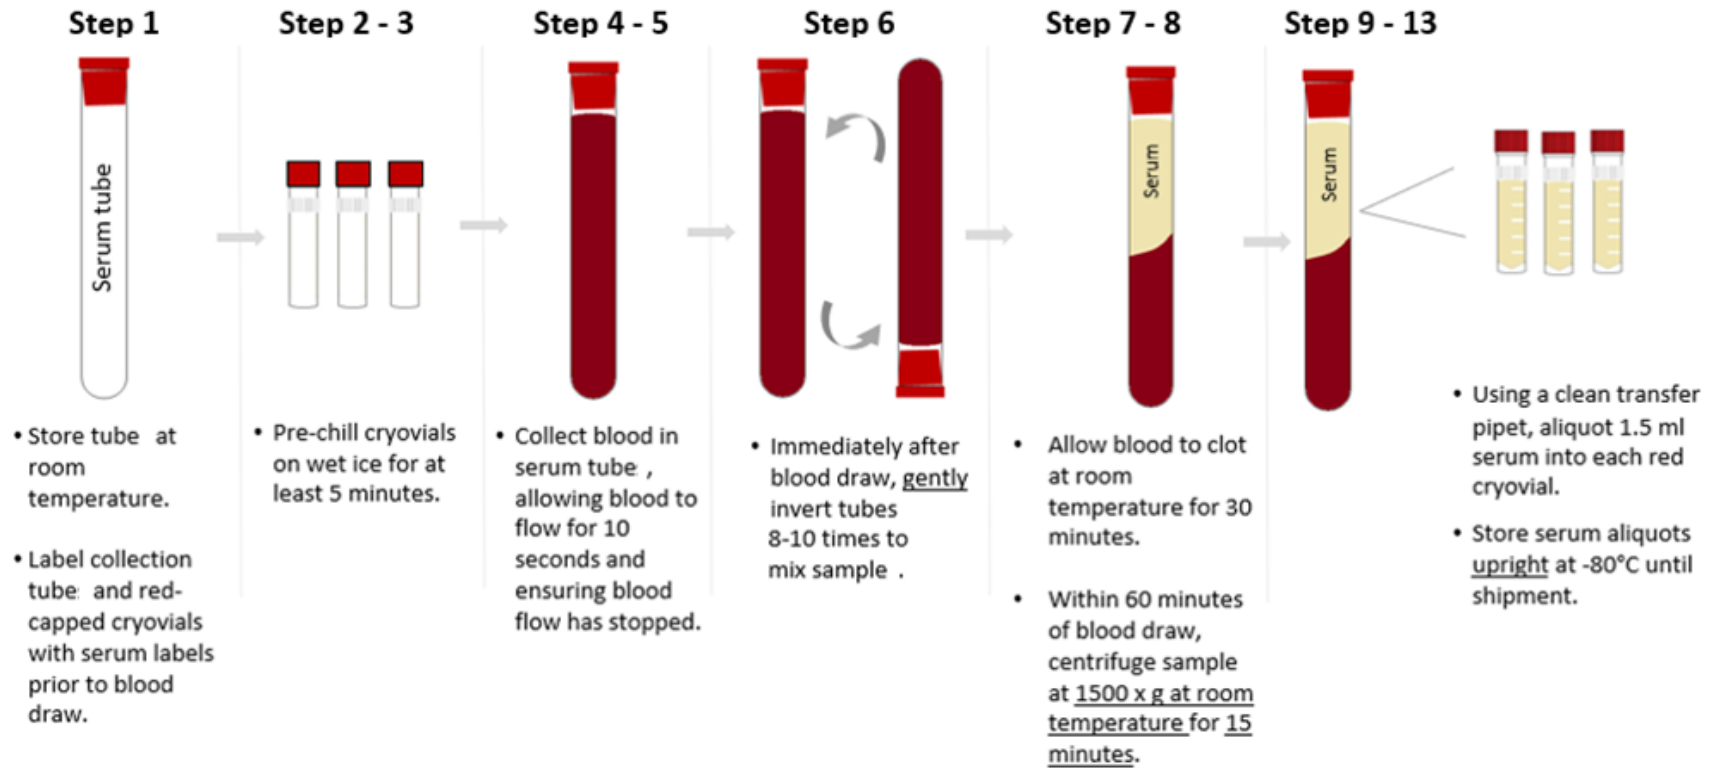 Step 1
Serum tube
• Store tube at
room
temperature.
• Label collection
tube: and red-
capped cryovials
with serum labels
prior to blood
draw.
Step 2 - 3
• Pre-chill cryovials
on wet ice for at
least 5 minutes.
Step 4 - 5
• Collect blood in
serum tube ,
allowing blood to
flow for 10
seconds and
ensuring blood
flow has stopped.
Step 6
• Immediately after
blood draw, gently
invert tubes
8-10 times to
mix sample .
Step 7 - 8
Serum
• Allow blood to clot
at room
temperature for 30
minutes.
• Within 60 minutes
of blood draw,
centrifuge sample
at 1500 x g at room
temperature for 15
minutes.
Step 9 - 13
Serum
• Using a clean transfer
pipet, aliquot 1.5 ml
serum into each red
cryovial.
• Store serum aliquots
upright at -80°C until
shipment.